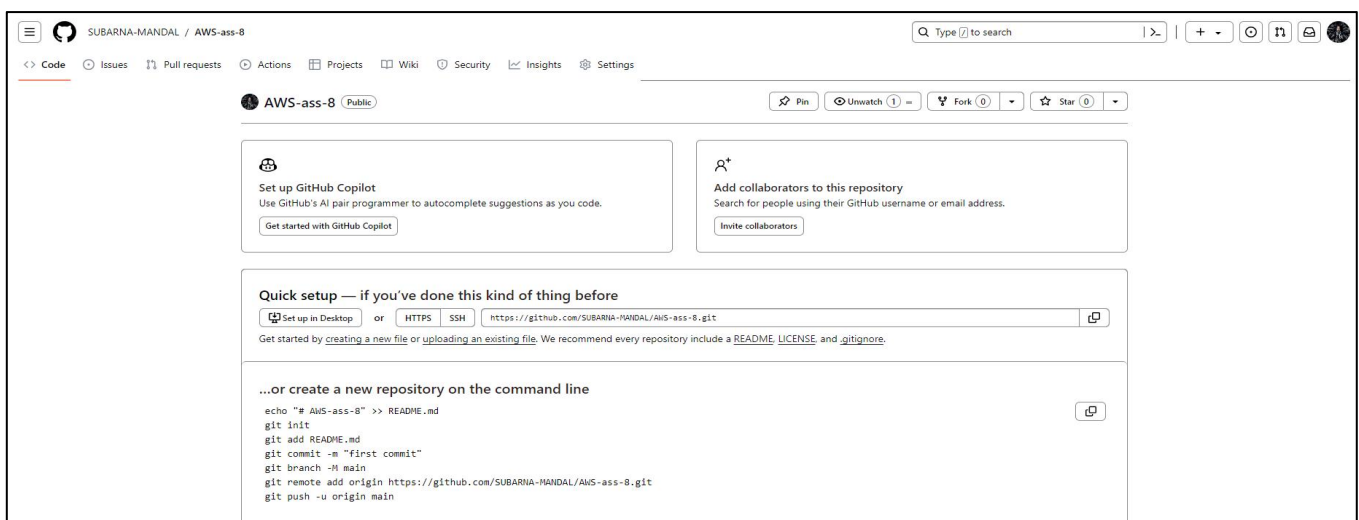 SUBARNA-MANDAL / AWS-ass-8
Type / to search
Code Issues Pull requests Actions Projects Wiki Security Insights Settings
AWS-ass-8 Public
Pin Unwatch 1 Fork 0 Star 0
Set up GitHub Copilot
Use GitHub's AI pair programmer to autocomplete suggestions as you code.
Get started with GitHub Copilot
Add collaborators to this repository
Search for people using their GitHub username or email address.
Invite collaborators
Quick setup — if you've done this kind of thing before
Set up in Desktop or HTTPS SSH https://github.com/SUBARNA-MANDAL/AWS-ass-8.git
Get started by creating a new file or uploading an existing file. We recommend every repository include a README, LICENSE, and .gitignore.
...or create a new repository on the command line
echo "# AWS-ass-8" >> README.md
git init
git add README.md
git commit -m "first commit"
git branch -M main
git remote add origin https://github.com/SUBARNA-MANDAL/AWS-ass-8.git
git push -u origin main